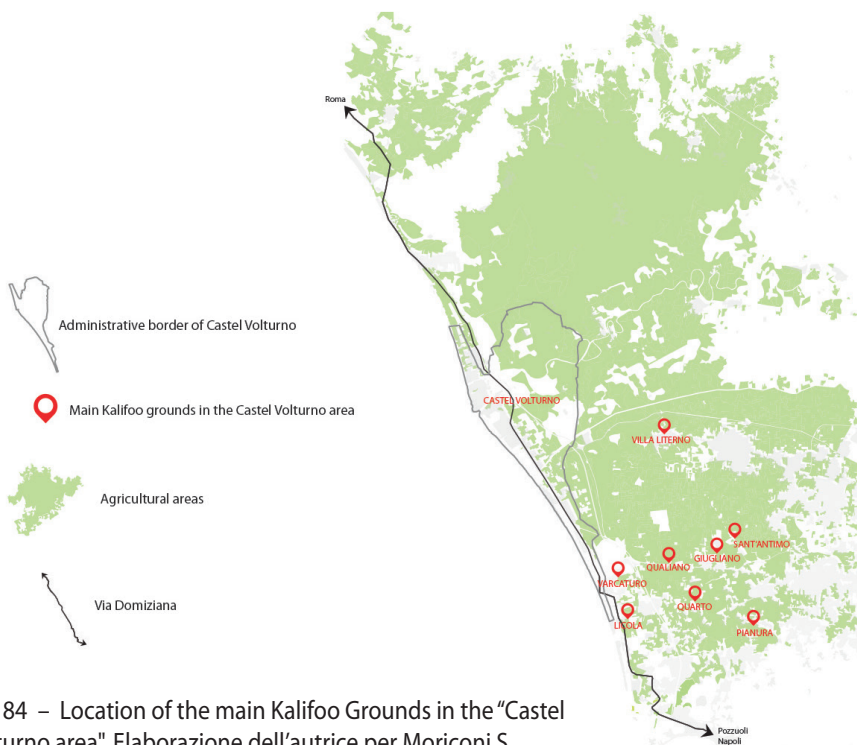 Roma
Administrative border of Castel Volturno
CASTEL VOLTURNO
Main Kalifoo grounds in the Castel Volturno area
VILLA LITERNO
Agricultural areas
SANT'ANTIMO
GIUGLIANO
QUALIANO
VARCATURO
QUARTO
LICOLA
PIANURA
Via Domiziana
84 – Location of the main Kalifoo Grounds in the “Castel
turno area". Elaborazione dell’autrice per Moriconi S.
Pozzuoli
Napoli